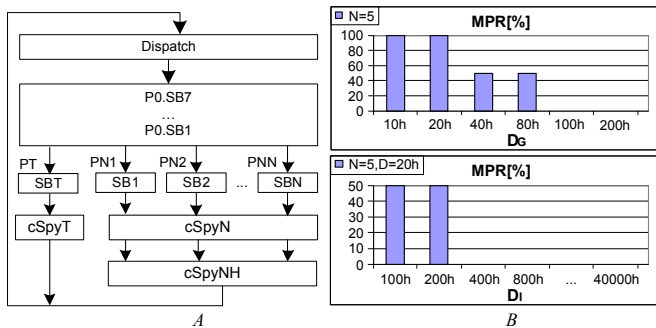 Dispatch
P0.SB7
...
P0.SB1
PT PN1 PN2 PNN
SBT SB1 SB2 ... SBN
cSpyT cSpyN
cSpyNH
A
N=5
MPR[%]
100
80
60
40
20
0
10h 20h 40h 80h 100h 200h
DG
N=5,D=20h
MPR[%]
50
40
30
20
10
0
100h 200h 400h 800h ... 40000h
DI
B